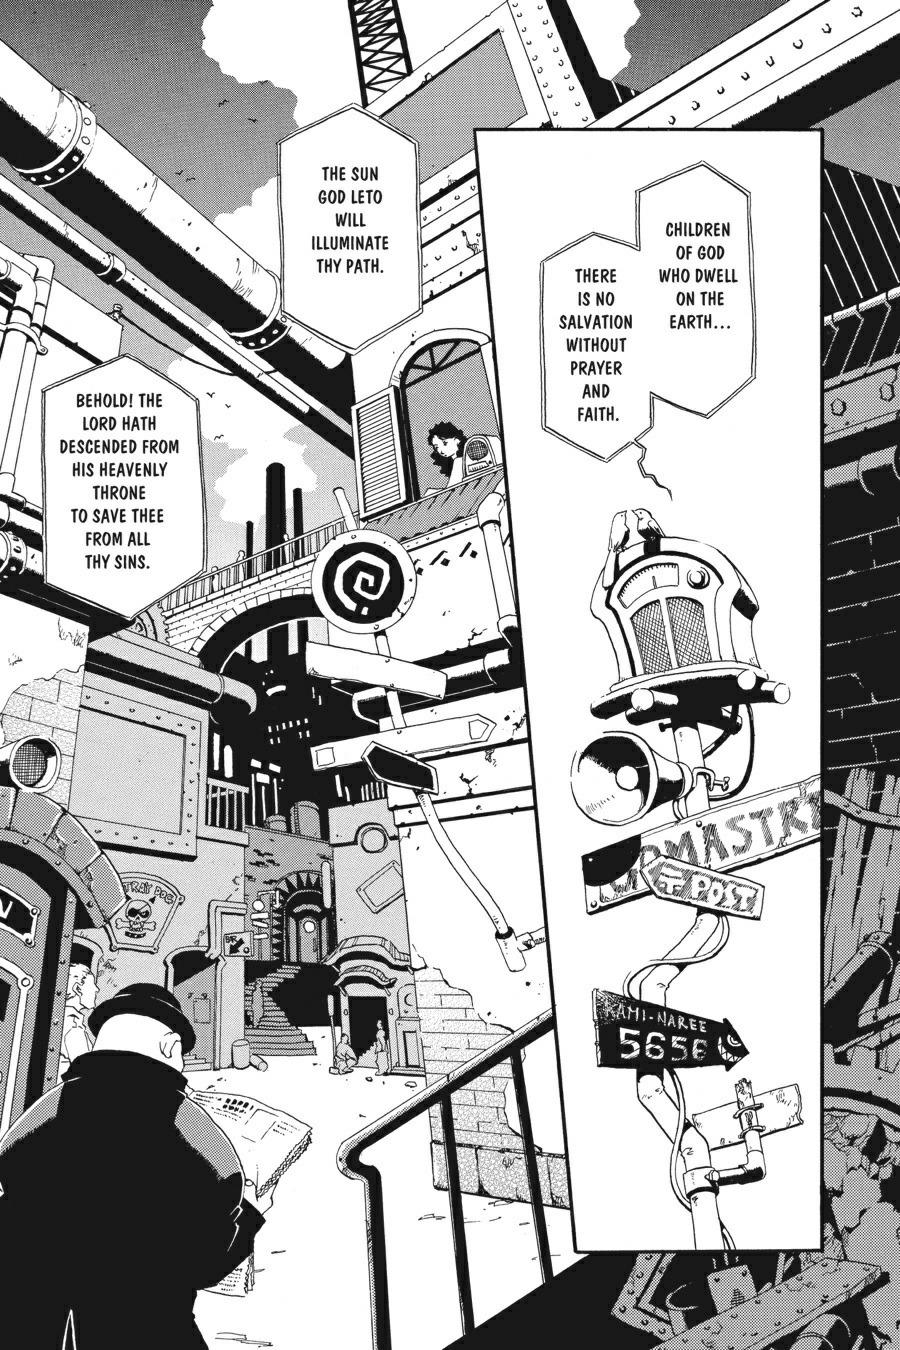 CHILDREN
OF GOD
WHO DWELL
ON THE
EARTH...
THERE
IS NO
SALVATION
WITHOUT
PRAYER
AND
FAITH.
THE SUN
GOD LETO
WILL
ILLUMINATE
THY PATH.
BEHOLD! THE
LORD HATH
DESCENDED FROM
HIS HEAVENLY
THRONE
TO SAVE THEE
FROM ALL
THY SINS.
〒 POST
KAMI-NAREE
5656